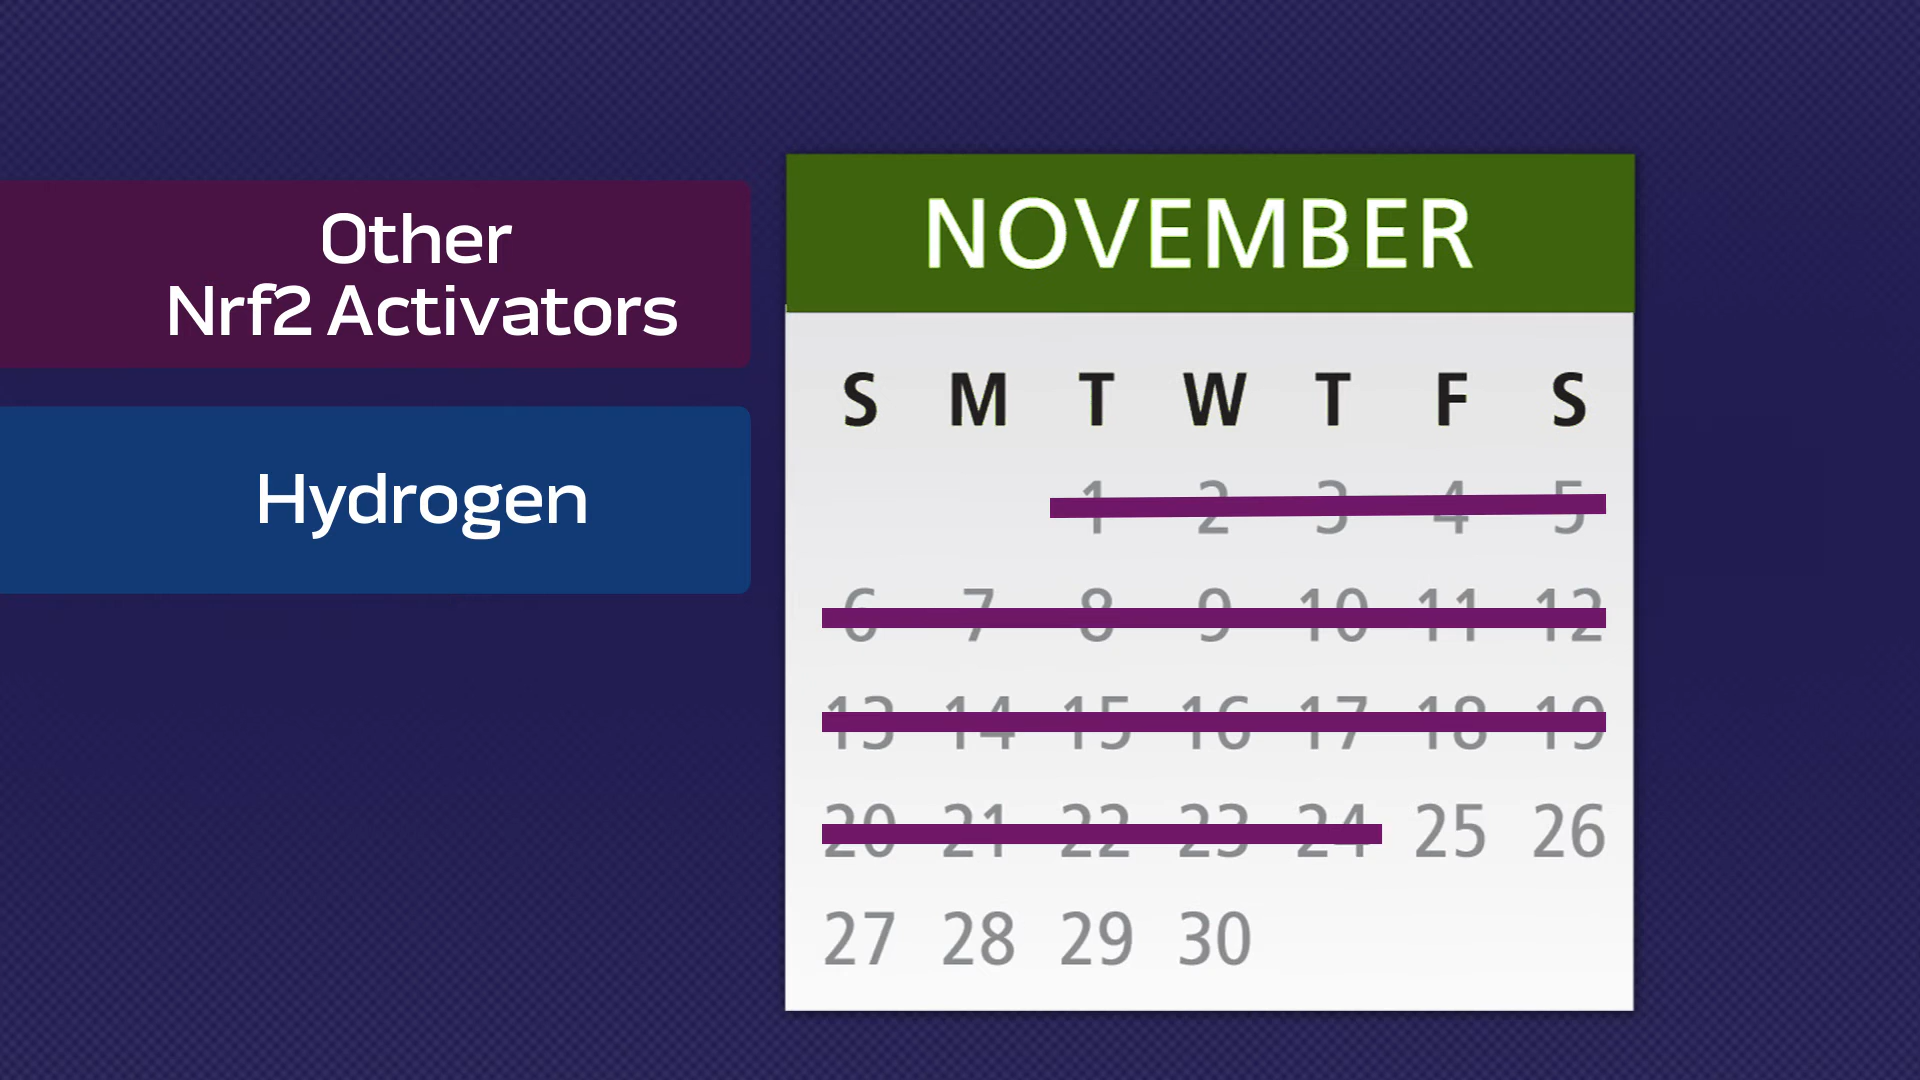 Other
Nrf2 Activators
Hydrogen
NOVEMBER
S M T W T F S
1 2 3 4 5
6 7 8 9 10 11 12
13 14 15 16 17 18 19
20 21 22 23 24 25 26
27 28 29 30